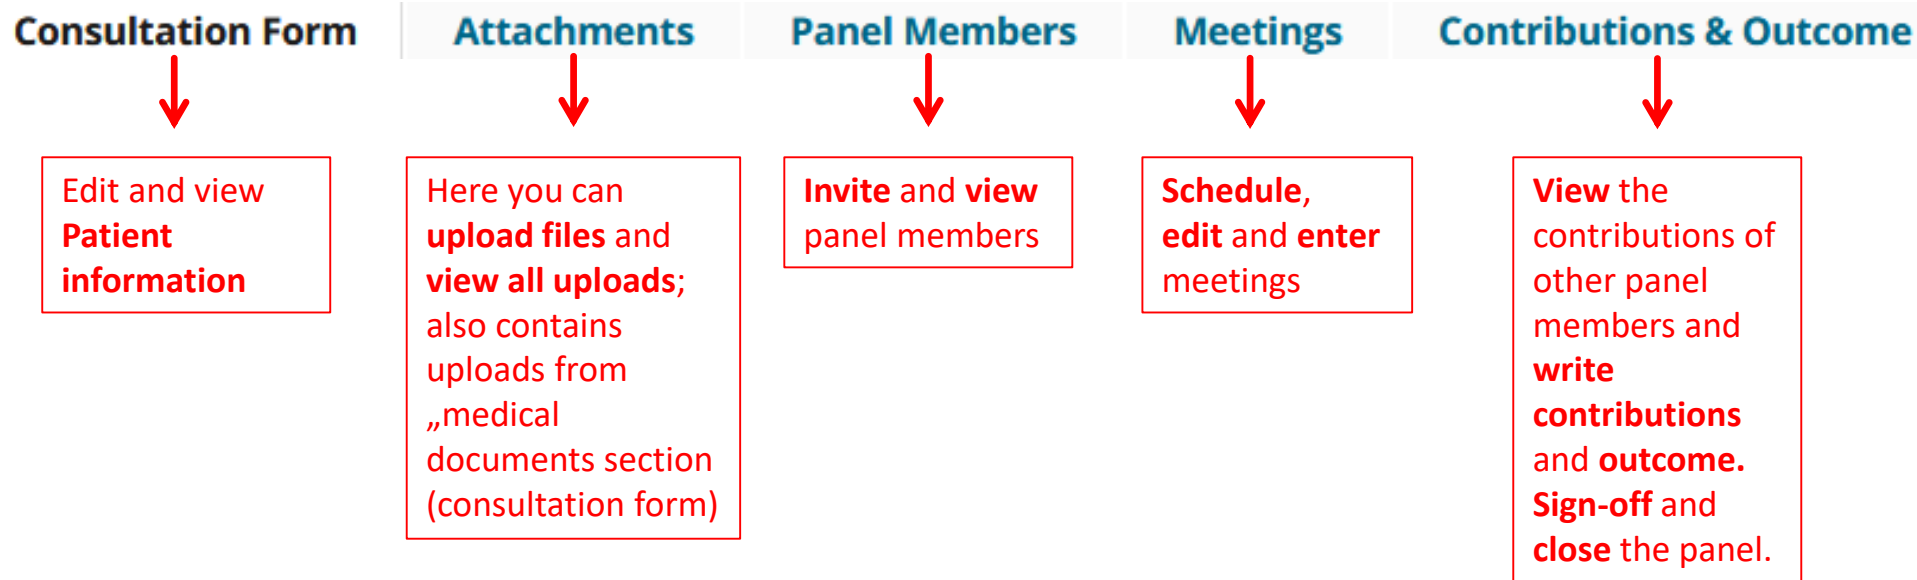 Consultation Form
Attachments
Panel Members
Meetings
Contributions & Outcome
Edit and view
Patient
information
Here you can
upload files and
view all uploads;
also contains
uploads from
„medical
documents section
(consultation form)
Invite and view
panel members
Schedule,
edit and enter
meetings
View the
contributions of
other panel
members and
write
contributions
and outcome.
Sign-off and
close the panel.